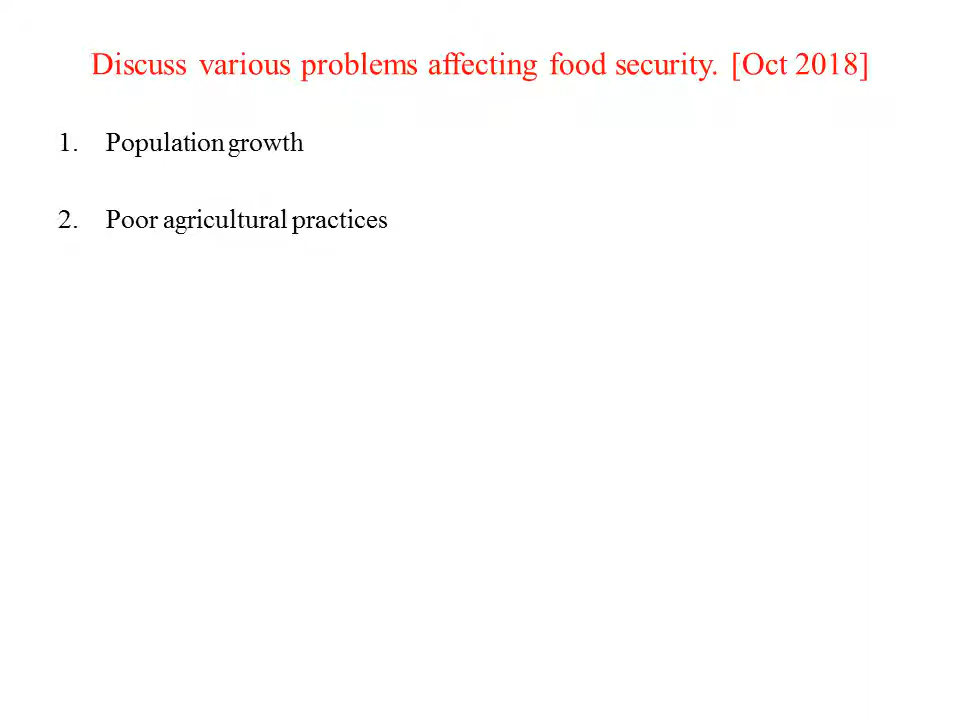 Discuss various problems affecting food security. [Oct 2018]
1. Population growth
2. Poor agricultural practices